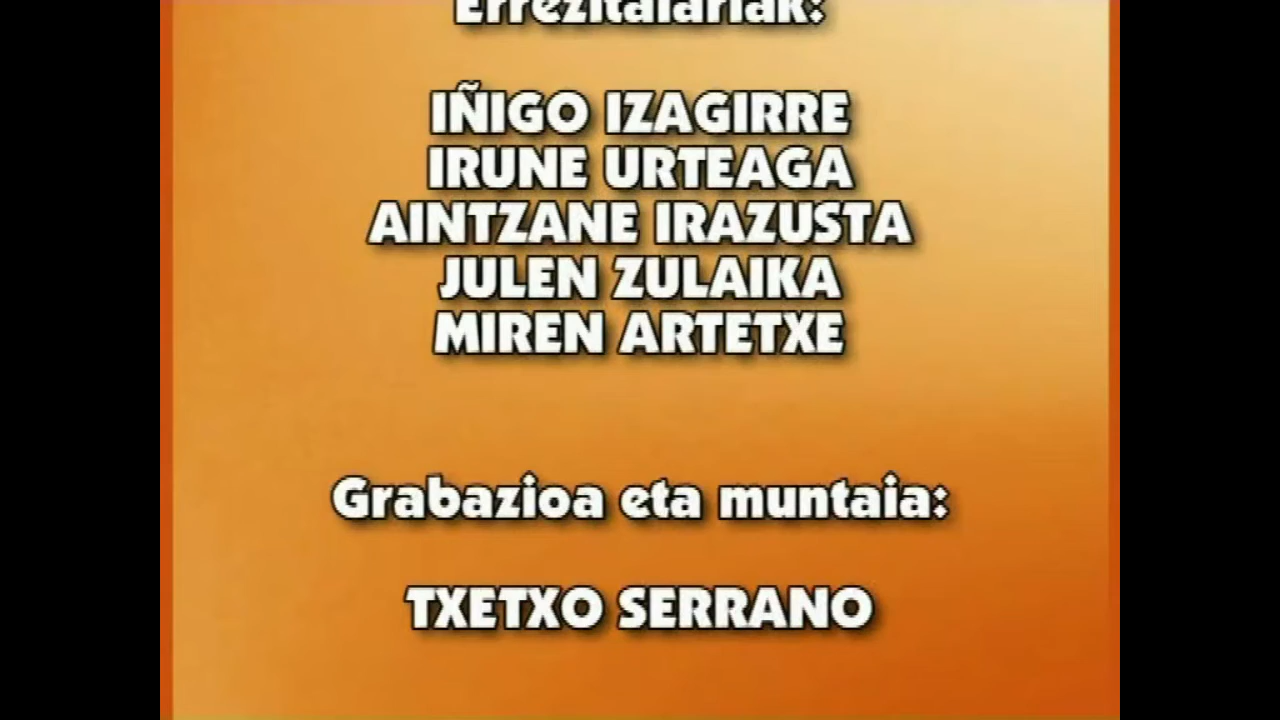 Errezitalariak:
IÑIGO IZAGIRRE
IRUNE URTEAGA
AINTZANE IRAZUSTA
JULEN ZULAIKA
MIREN ARTETXE
Grabazioa eta muntaia:
TXETXO SERRANO